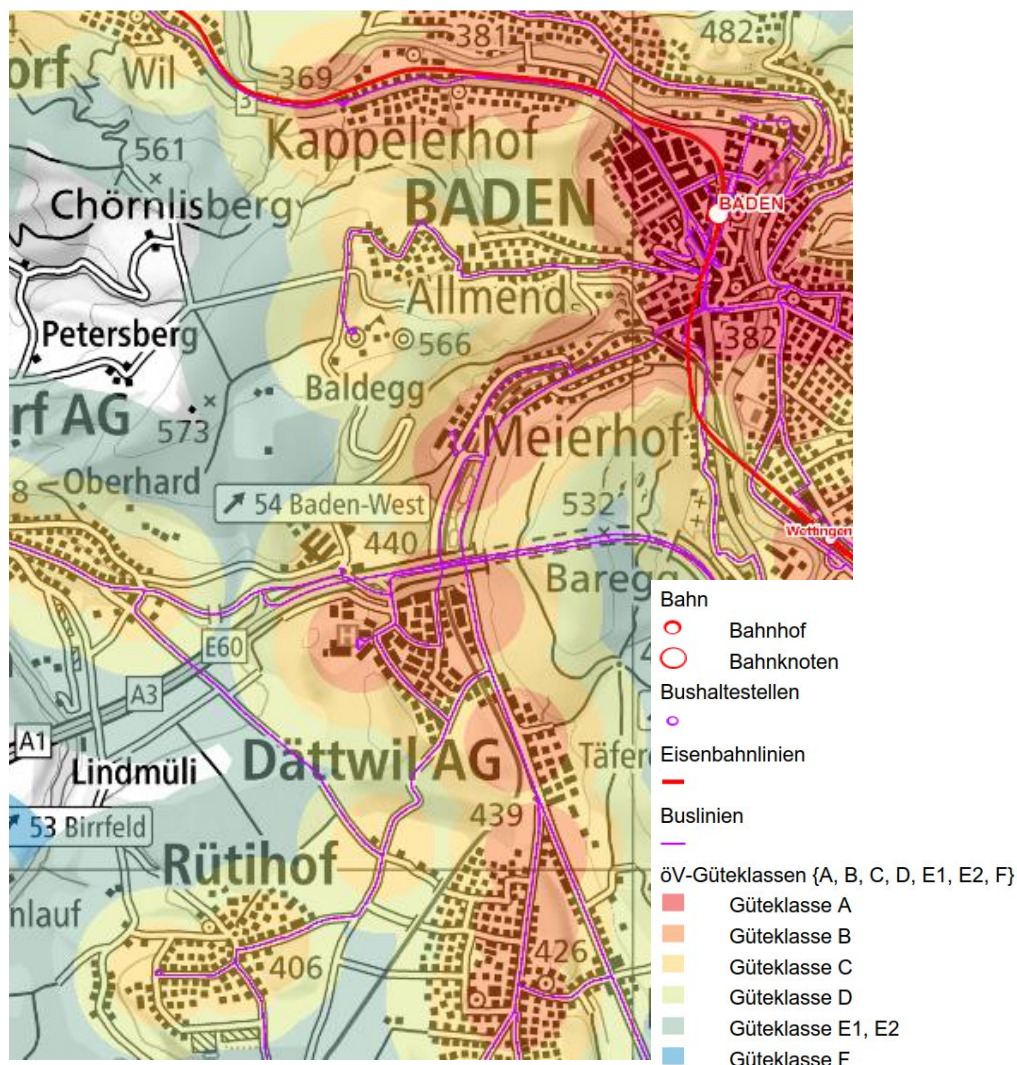 381
482
orf
Wil
369
3
Kappelerhof
561
Chörnlisberg
BADEN
BADEN
Allmend
Petersberg
566
382
Baldegg
rf AG
573
Meierhof
Oberhard
8
54 Baden-West
532
440
Wettingen
Baregg
E60
A3
A1
Lindmüli
Dättwil AG
Täfer
439
53 Birrfeld
Rütihof
nlauf
406
426
Bahn
Bahnhof
Bahnknoten
Bushaltestellen
Eisenbahnlinien
Buslinien
öV-Güteklassen {A, B, C, D, E1, E2, F}
Güteklasse A
Güteklasse B
Güteklasse C
Güteklasse D
Güteklasse E1, E2
Güteklasse F